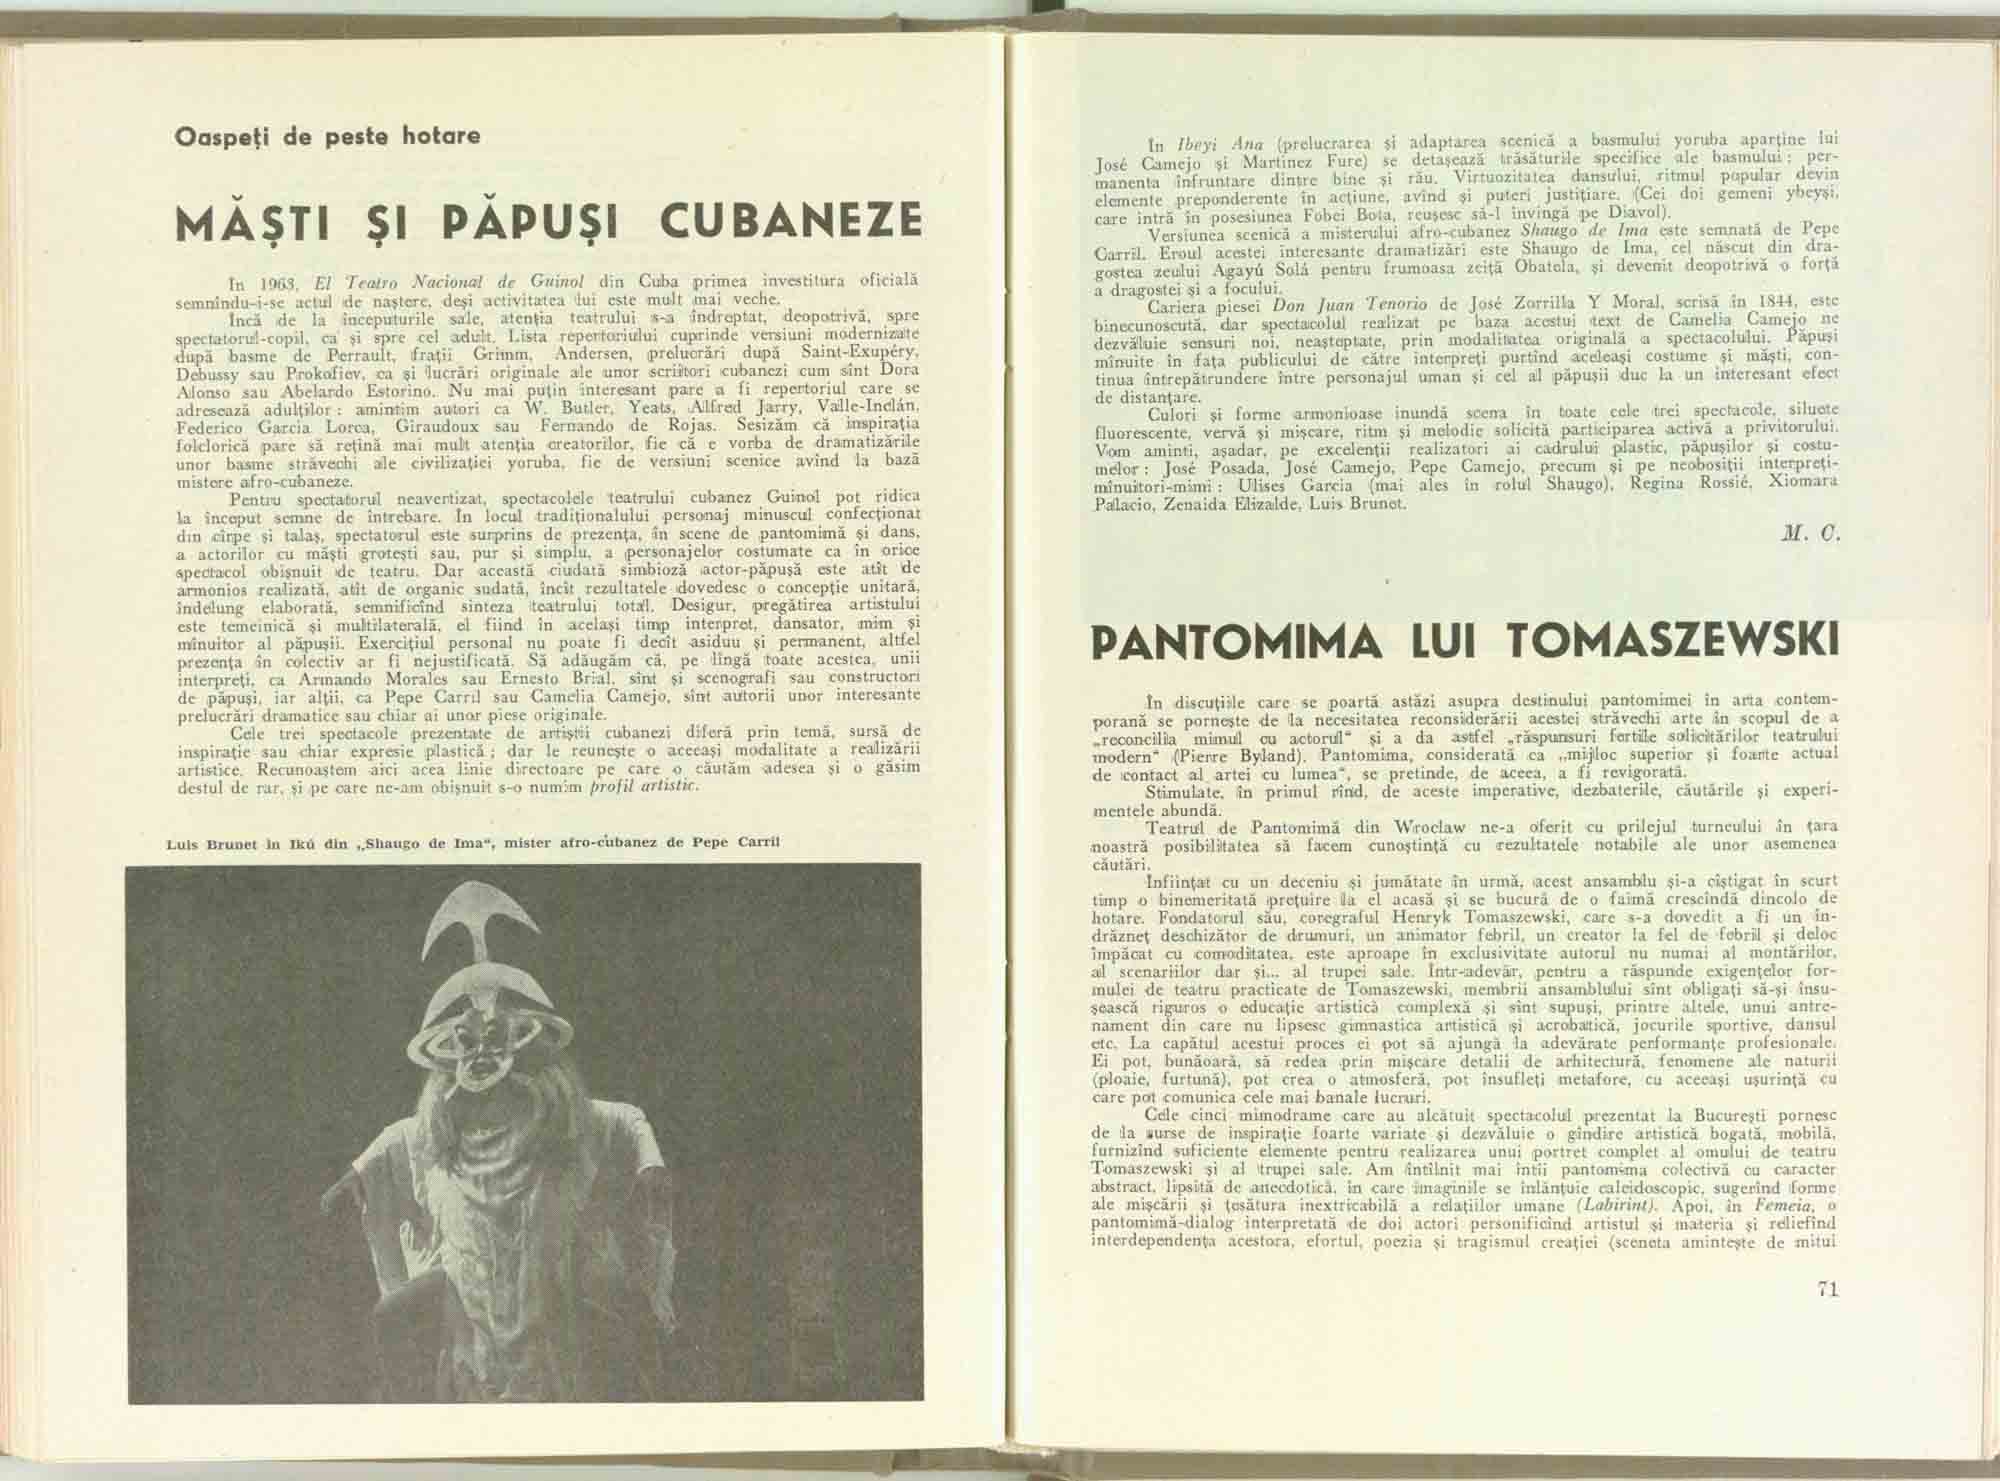 Oaspeți de peste hotare
MĂȘTI ȘI PĂPUȘI CUBANEZE
În 1963, El Teatro Nacional de Guinol din Cuba primea investitura oficială
semnîndu-i-se actul de naștere, deși activitatea lui este mult mai veche.
Încă de la începuturile sale, atenția teatrului s-a îndreptat, deopotrivă, spre
spectatorul-copil, ca și spre cel adult. Lista repertoriului cuprinde versiuni modernizate
după basme de Perrault, frații Grimm, Andersen, prelucrări după Saint-Exupéry,
Debussy sau Prokofiev, ca și lucrări originale ale unor scriitori cubanezi cum sînt Dora
Alonso sau Abelardo Estorino. Nu mai puțin interesant pare a fi repertoriul care se
adresează adulților : amintim autori ca W. Butler, Yeats, Alfred Jarry, Valle-Inclán,
Federico Garcia Lorca, Giraudoux sau Fernando de Rojas. Sesizăm că inspirația
folclorică pare să rețină mai mult atenția creatorilor, fie că e vorba de dramatizările
unor basme străvechi ale civilizației yoruba, fie de versiuni scenice avînd la bază
mistere afro-cubaneze.
Pentru spectatorul neavertizat, spectacolele teatrului cubanez Guinol pot ridica
la început semne de întrebare. În locul tradiționalului personaj minuscul confecționat
din cîrpe și talaș, spectatorul este surprins de prezența, în scene de pantomimă și dans,
a actorilor cu măști grotești sau, pur și simplu, a personajelor costumate ca în orice
spectacol obișnuit de teatru. Dar această ciudată simbioză actor-păpușă este atît de
armonios realizată, atît de organic sudată, încît rezultatele dovedesc o concepție unitară,
îndelung elaborată, semnificînd sinteza teatrului total. Desigur, pregătirea artistului
este temeinică și multilaterală, el fiind în același timp interpret, dansator, mim și
mînuitor al păpușii. Exercițiul personal nu poate fi decît asiduu și permanent, altfel
prezența în colectiv ar fi nejustificată. Să adăugăm că, pe lîngă toate acestea, unii
interpreți, ca Armando Morales sau Ernesto Brial, sînt și scenografi sau constructori
de păpuși, iar alții, ca Pepe Carril sau Camelia Camejo, sînt autorii unor interesante
prelucrări dramatice sau chiar ai unor piese originale.
Cele trei spectacole prezentate de artiștii cubanezi diferă prin temă, sursă de
inspirație sau chiar expresie plastică ; dar le reunește o aceeași modalitate a realizării
artistice. Recunoaștem aici acea linie directoare pe care o căutăm adesea și o găsim
destul de rar, și pe care ne-am obișnuit s-o numim profil artistic.
Luis Brunet în Ikú din „Shaugo de Ima“, mister afro-cubanez de Pepe Carril
În Ibeyi Ana (prelucrarea și adaptarea scenică a basmului yoruba aparține lui
José Camejo și Martinez Fure) se detașează trăsăturile specifice ale basmului : per-
manenta înfruntare dintre bine și rău. Virtuozitatea dansului, ritmul popular devin
elemente preponderente în acțiune, avînd și puteri justițiare. (Cei doi gemeni ybeyși,
care intră în posesiunea Fobei Bota, reușesc să-l învingă pe Diavol).
Versiunea scenică a misterului afro-cubanez Shaugo de Ima este semnată de Pepe
Carril. Eroul acestei interesante dramatizări este Shaugo de Ima, cel născut din dra-
gostea zeului Agayú Solá pentru frumoasa zeiță Obatela, și devenit deopotrivă o forță
a dragostei și a focului.
Cariera piesei Don Juan Tenorio de José Zorrilla Y Moral, scrisă în 1844, este
binecunoscută, dar spectacolul realizat pe baza acestui text de Camelia Camejo ne
dezvăluie sensuri noi, neașteptate, prin modalitatea originală a spectacolului. Păpuși
mînuite în fața publicului de către interpreți purtînd aceleași costume și măști, con-
tinua întrepătrundere între personajul uman și cel al păpușii duc la un interesant efect
de distanțare.
Culori și forme armonioase inundă scena în toate cele trei spectacole, siluete
fluorescente, vervă și mișcare, ritm și melodie solicită participarea activă a privitorului.
Vom aminti, așadar, pe excelenții realizatori ai cadrului plastic, păpușilor și costu-
melor : José Posada, José Camejo, Pepe Camejo, precum și pe neobosiții interpreți-
mînuitori-mimi : Ulises Garcia (mai ales în rolul Shaugo), Regina Rossié, Xiomara
Palacio, Zenaida Elizalde, Luis Brunet.
M. C.
PANTOMIMA LUI TOMASZEWSKI
În discuțiile care se poartă astăzi asupra destinului pantomimei în arta contem-
porană se pornește de la necesitatea reconsiderării acestei străvechi arte în scopul de a
„reconcilia mimul cu actorul“ și a da astfel „răspunsuri fertile solicitărilor teatrului
modern“ (Pierre Byland). Pantomima, considerată ca „mijloc superior și foarte actual
de contact al artei cu lumea“, se pretinde, de aceea, a fi revigorată.
Stimulate, în primul rînd, de aceste imperative, dezbaterile, căutările și experi-
mentele abundă.
Teatrul de Pantomimă din Wroclaw ne-a oferit cu prilejul turneului în țara
noastră posibilitatea să facem cunoștință cu rezultatele notabile ale unor asemenea
căutări.
Înființat cu un deceniu și jumătate în urmă, acest ansamblu și-a cîștigat în scurt
timp o binemeritată prețuire la el acasă și se bucură de o faimă crescîndă dincolo de
hotare. Fondatorul său, coregraful Henryk Tomaszewski, care s-a dovedit a fi un în-
drăzneț deschizător de drumuri, un animator febril, un creator la fel de febril și deloc
împăcat cu comoditatea, este aproape în exclusivitate autorul nu numai al montărilor,
al scenariilor dar și... al trupei sale. Într-adevăr, pentru a răspunde exigențelor for-
mulei de teatru practicate de Tomaszewski, membrii ansamblului sînt obligați să-și însu-
șească riguros o educație artistică complexă și sînt supuși, printre altele, unui antre-
nament din care nu lipsesc gimnastica artistică și acrobatică, jocurile sportive, dansul
etc. La capătul acestui proces ei pot să ajungă la adevărate performanțe profesionale.
Ei pot, bunăoară, să redea prin mișcare detalii de arhitectură, fenomene ale naturii
(ploaie, furtună), pot crea o atmosferă, pot însufleți metafore, cu aceeași ușurință cu
care pot comunica cele mai banale lucruri.
Cele cinci mimodrame care au alcătuit spectacolul prezentat la București pornesc
de la surse de inspirație foarte variate și dezvăluie o gîndire artistică bogată, mobilă,
furnizînd suficiente elemente pentru realizarea unui portret complet al omului de teatru
Tomaszewski și al trupei sale. Am întîlnit mai întîi pantomima colectivă cu caracter
abstract, lipsită de anecdotică, în care imaginile se înlănțuie caleidoscopic, sugerînd forme
ale mișcării și țesătura inextricabilă a relațiilor umane (Labirint). Apoi, în Femeia, o
pantomimă-dialog interpretată de doi actori personificînd artistul și materia și reliefînd
interdependența acestora, efortul, poezia și tragismul creației (sceneta amintește de mitul
71